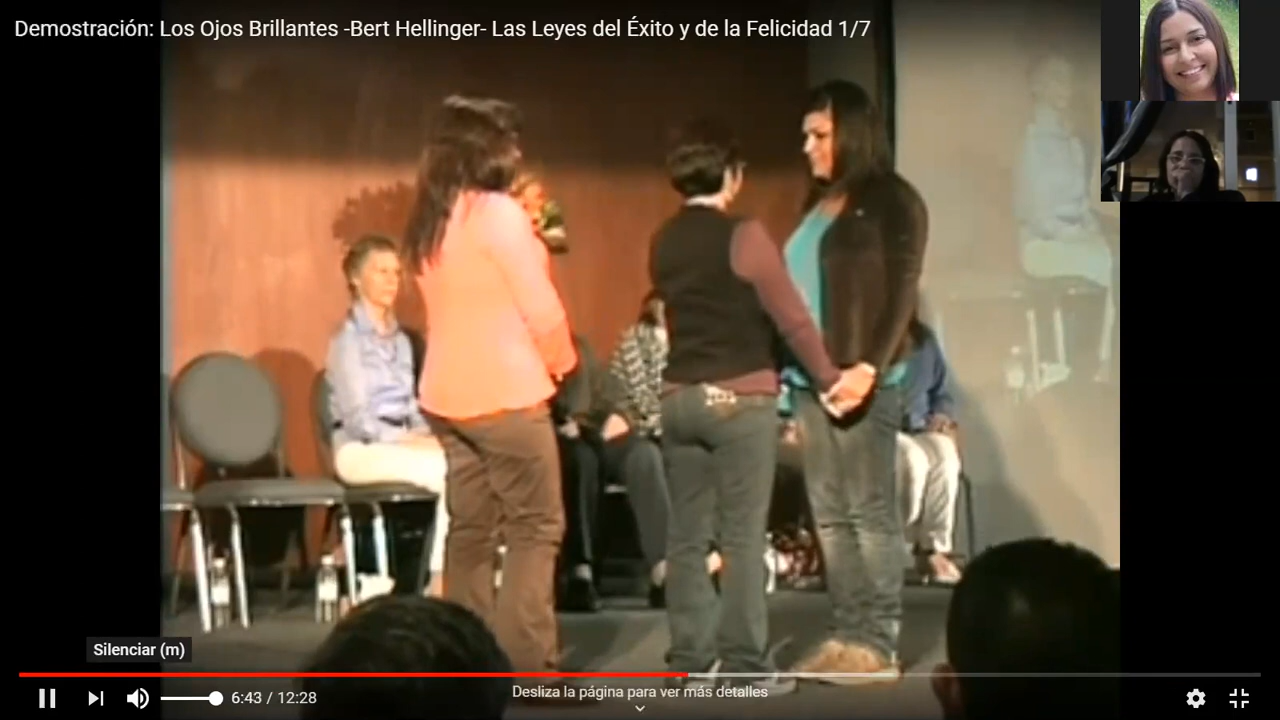 Demostración: Los Ojos Brillantes -Bert Hellinger- Las Leyes del Éxito y de la Felicidad 1/7
Silenciar (m)
6:43 / 12:28
Desliza la página para ver más detalles